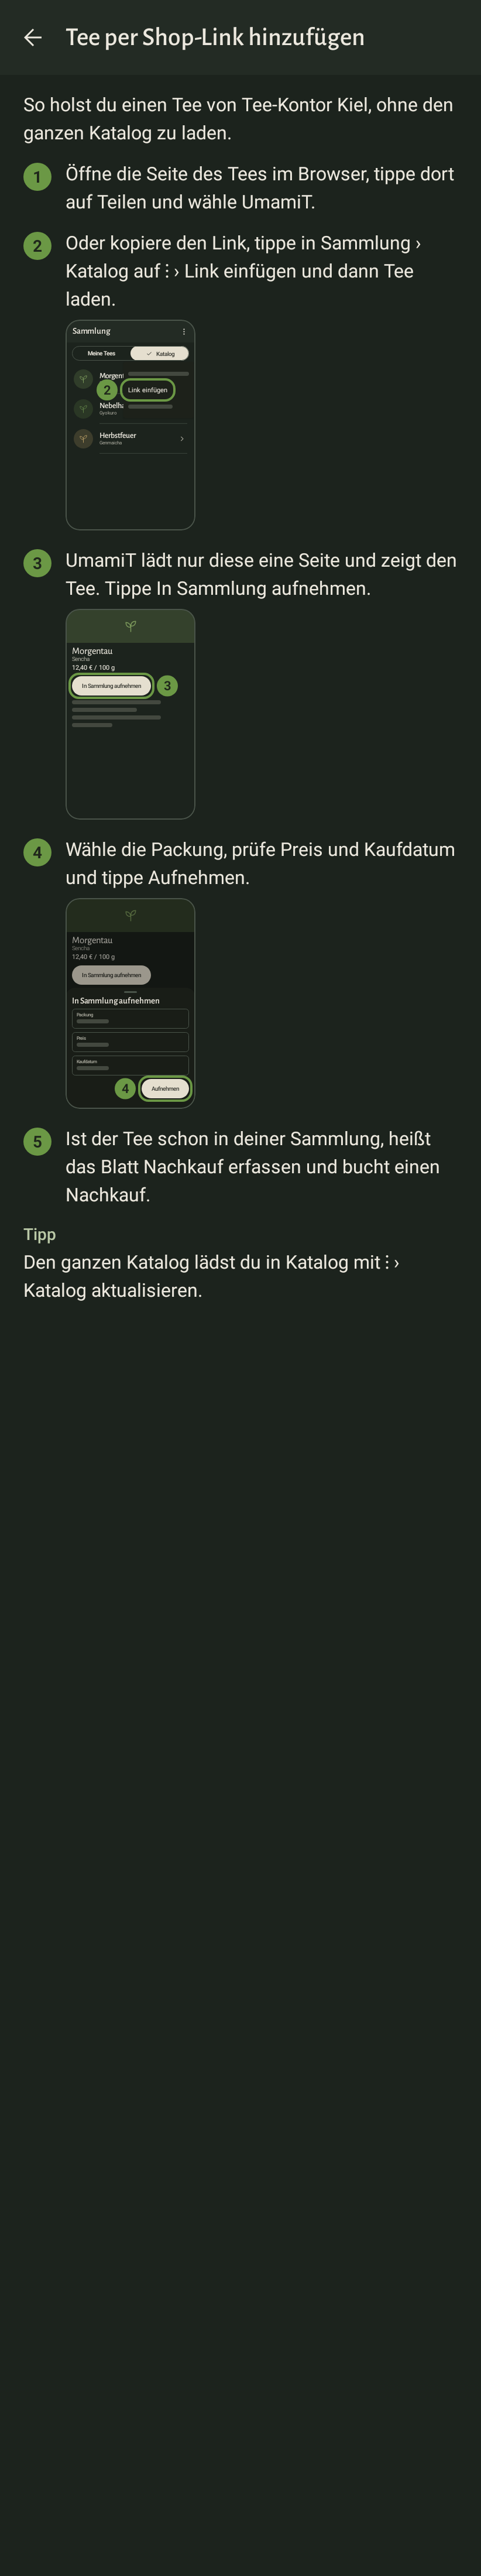 Tee per Shop-Link hinzufügen
So holst du einen Tee von Tee-Kontor Kiel, ohne den
ganzen Katalog zu laden.
1 Öffne die Seite des Tees im Browser, tippe dort
auf Teilen und wähle UmamiT.
2 Oder kopiere den Link, tippe in Sammlung ›
Katalog auf ⋮ › Link einfügen und dann Tee
laden.
Sammlung ⋮
Meine Tees ✓ Katalog
Morgent
2 Link einfügen
Nebelh
Gyokuro
Herbstfeuer
Genmaicha
3 UmamiT lädt nur diese eine Seite und zeigt den
Tee. Tippe In Sammlung aufnehmen.
Morgentau
Sencha
12,40 € / 100 g
In Sammlung aufnehmen 3
4 Wähle die Packung, prüfe Preis und Kaufdatum
und tippe Aufnehmen.
Morgentau
Sencha
12,40 € / 100 g
In Sammlung aufnehmen
In Sammlung aufnehmen
Packung
Preis
Kaufdatum
4 Aufnehmen
5 Ist der Tee schon in deiner Sammlung, heißt
das Blatt Nachkauf erfassen und bucht einen
Nachkauf.
Tipp
Den ganzen Katalog lädst du in Katalog mit ⋮ ›
Katalog aktualisieren.